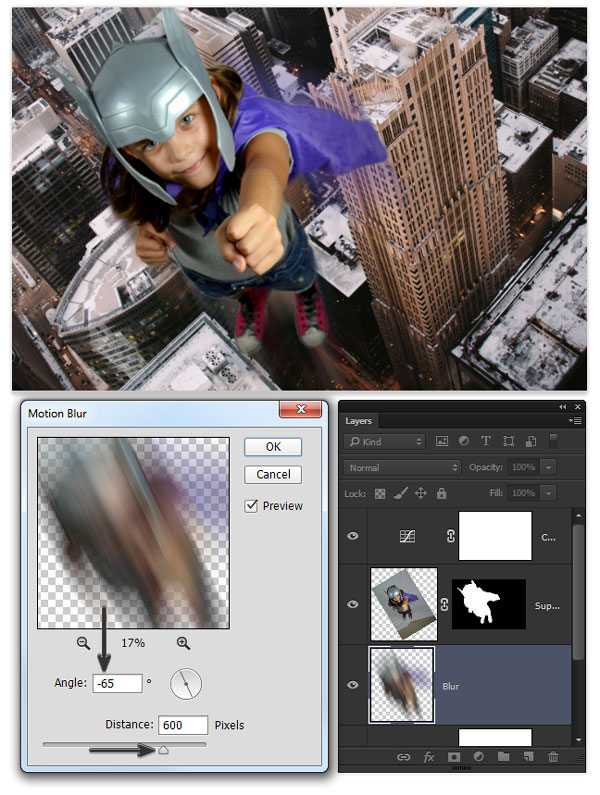 Motion Blur
OK
Cancel
Preview
17%
Angle: -65 °
Distance: 600 Pixels
Layers
Kind
Normal Opacity: 100%
Lock: Fill: 100%
C...
Sup...
Blur
fx